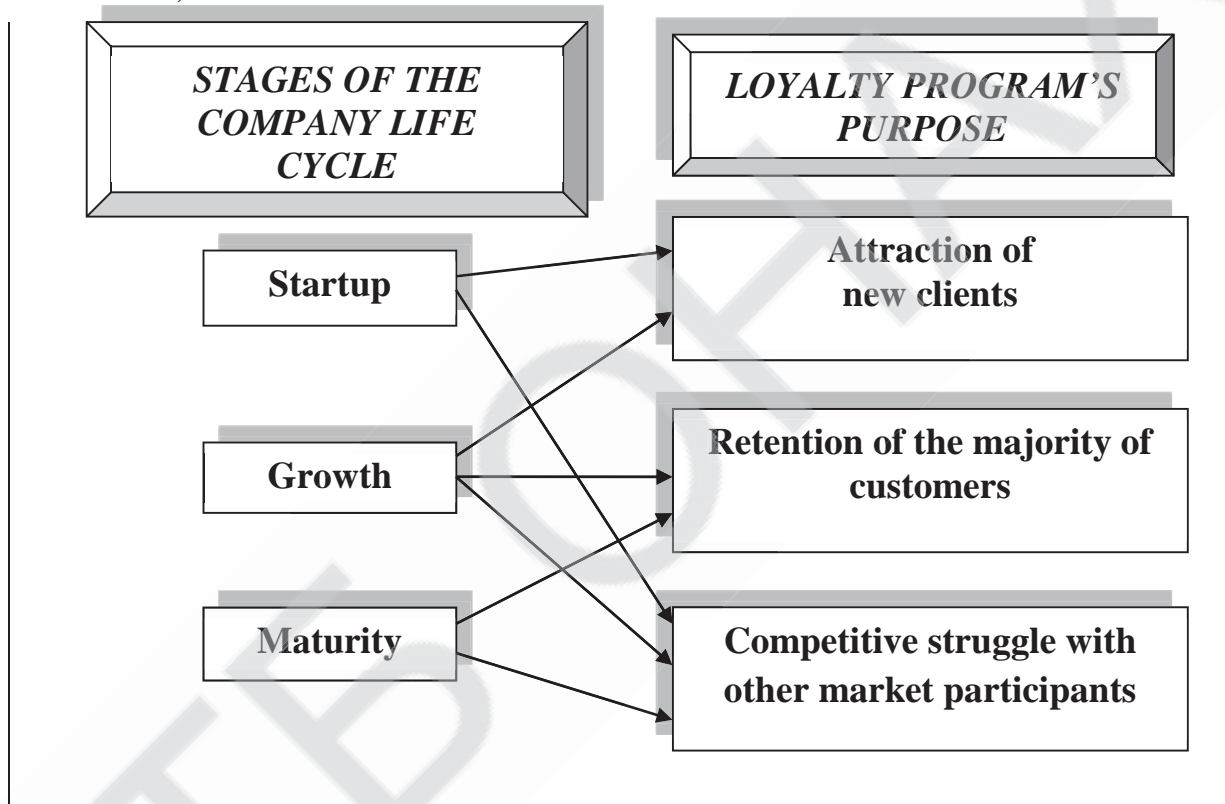 STAGES OF THE
COMPANY LIFE
CYCLE
LOYALTY PROGRAM'S
PURPOSE
Startup
Attraction of
new clients
Growth
Retention of the majority of
customers
Maturity
Competitive struggle with
other market participants